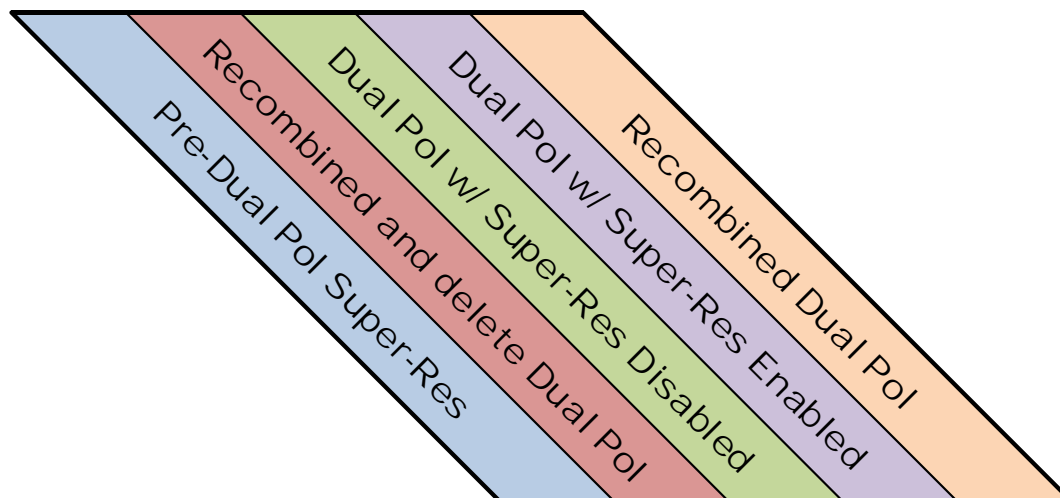 Pre-Dual Pol Super-Res
Recombined and delete Dual Pol
Dual Pol w/ Super-Res Disabled
Dual Pol w/ Super-Res Enabled
Recombined Dual Pol